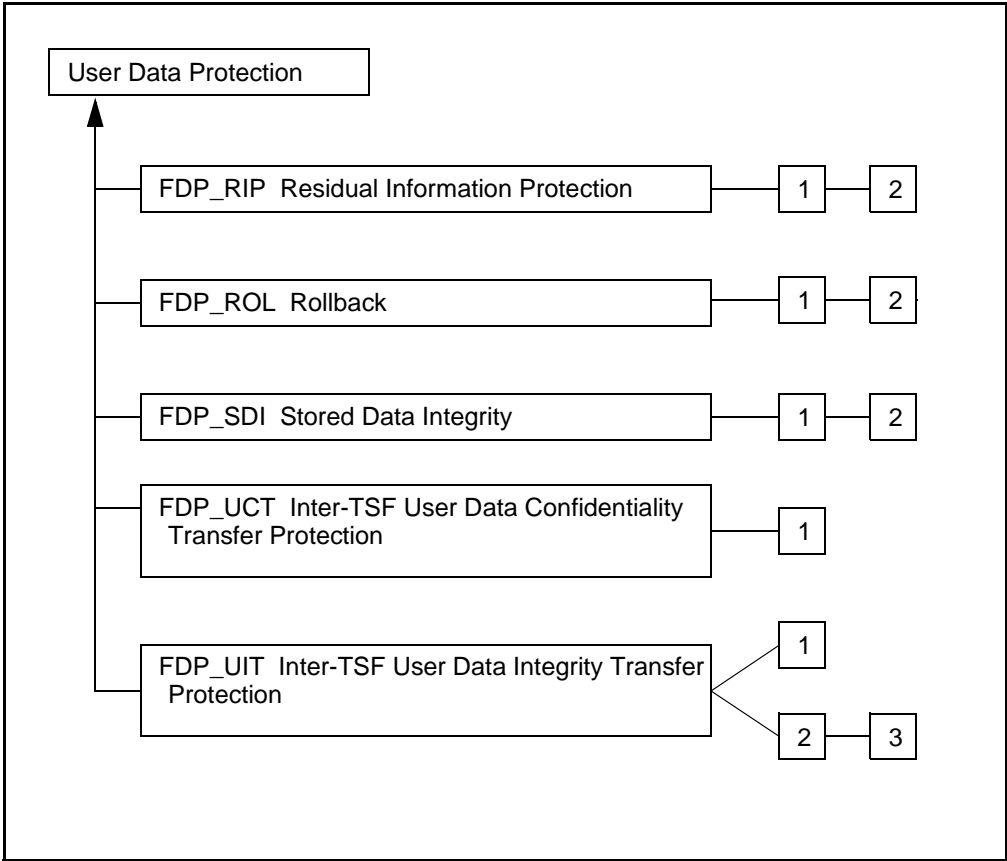 User Data Protection
FDP_RIP Residual Information Protection
1
2
FDP_ROL Rollback
1
2
FDP_SDI Stored Data Integrity
1
2
FDP_UCT Inter-TSF User Data Confidentiality
Transfer Protection
1
FDP_UIT Inter-TSF User Data Integrity Transfer
Protection
1
2
3